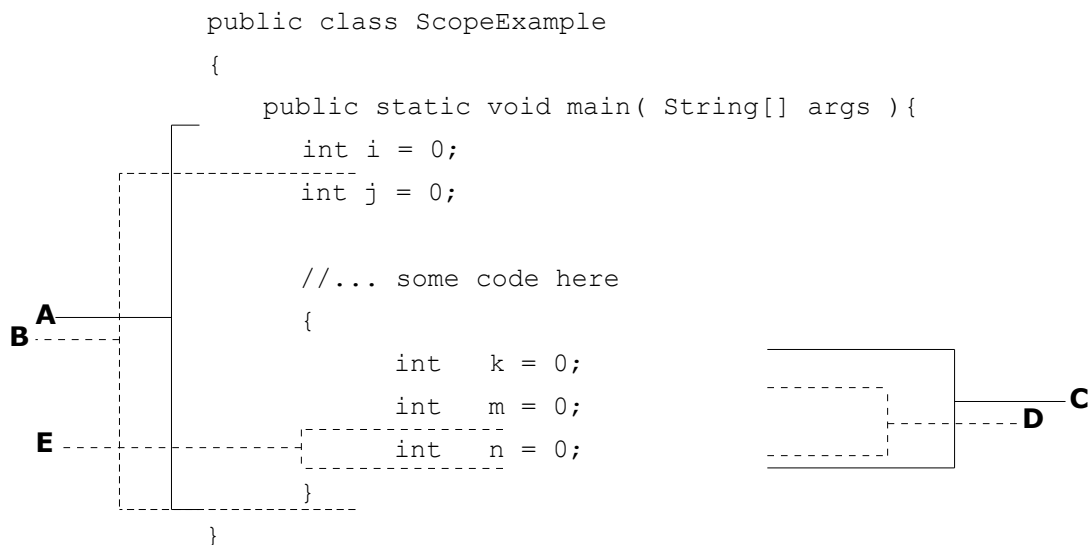 public class ScopeExample
{
public static void main( String[] args ){
int i = 0;
int j = 0;
//... some code here
A
B
{
int k = 0;
C
int m = 0;
D
E
int n = 0;
}
}